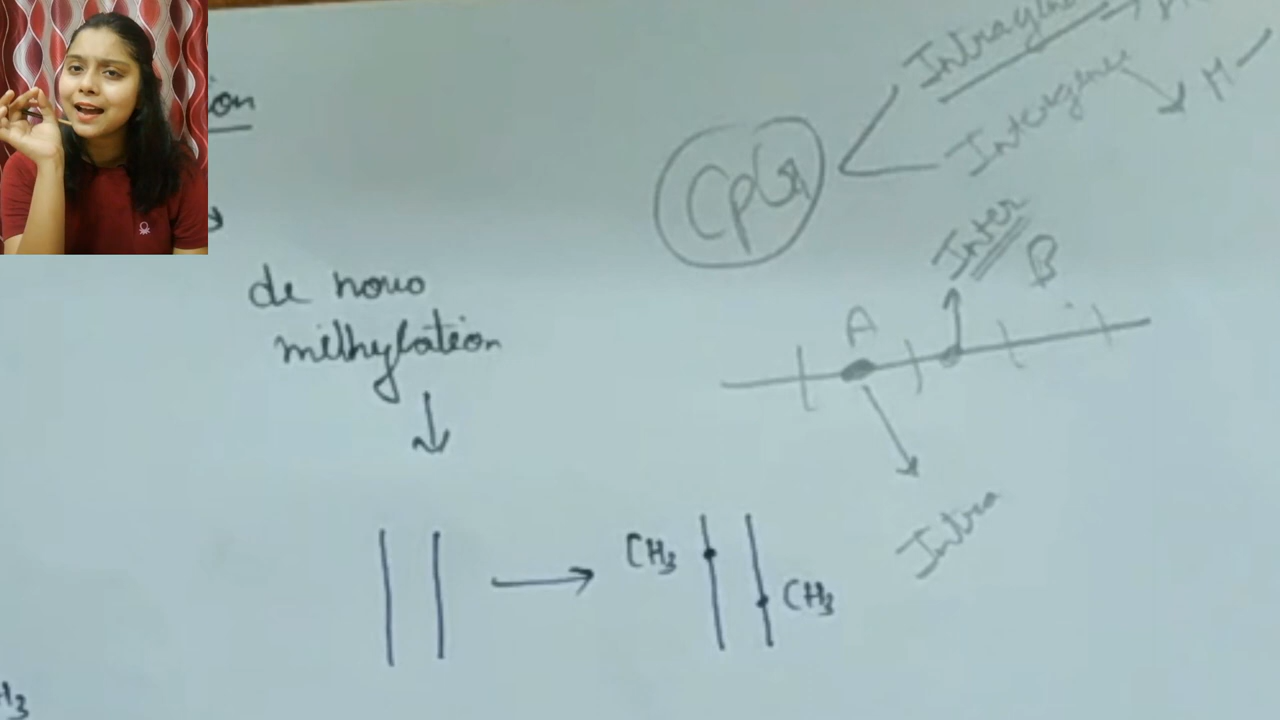 Intragenic
Intergenic
M
CpG
Inter
A
B
Intra
de novo
methylation
CH3
CH3